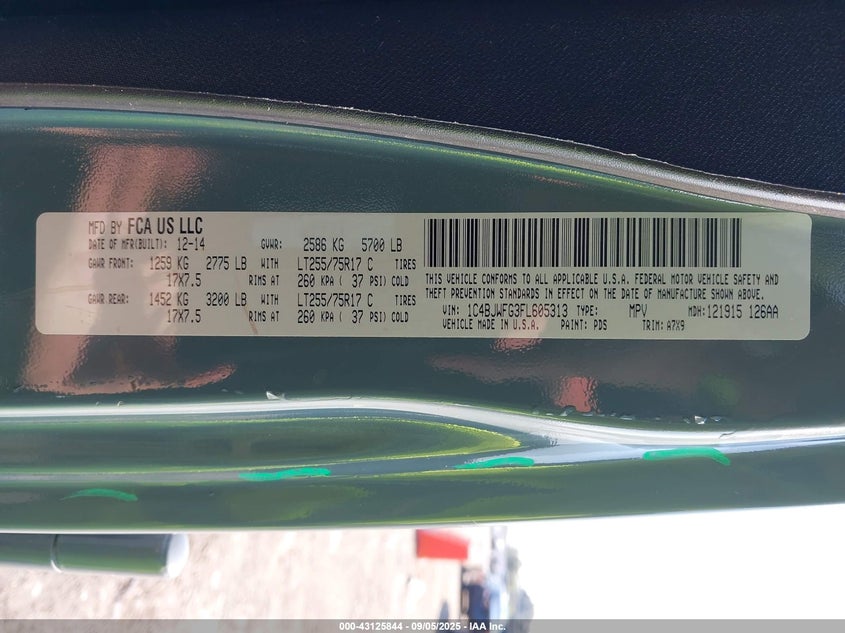 MFD BY FCA US LLC
DATE OF MFR(BUILT): 12-14 GVWR: 2586 KG 5700 LB
GAWR FRONT: 1259 KG 2775 LB WITH LT255/75R17 C TIRES
17X7.5 RIMS AT 260 KPA ( 37 PSI) COLD
GAWR REAR: 1452 KG 3200 LB WITH LT255/75R17 C TIRES
17X7.5 RIMS AT 260 KPA ( 37 PSI) COLD
THIS VEHICLE CONFORMS TO ALL APPLICABLE U.S.A. FEDERAL MOTOR VEHICLE SAFETY AND
THEFT PREVENTION STANDARDS IN EFFECT ON THE DATE OF MANUFACTURE SHOWN ABOVE.
VIN: 1C4BJWFG3FL605313 TYPE: MPV MDH: 121915 126AA
VEHICLE MADE IN U.S.A. PAINT: PDS TRIM: A7X9
000-43125844 - 09/05/2025 - IAA Inc.